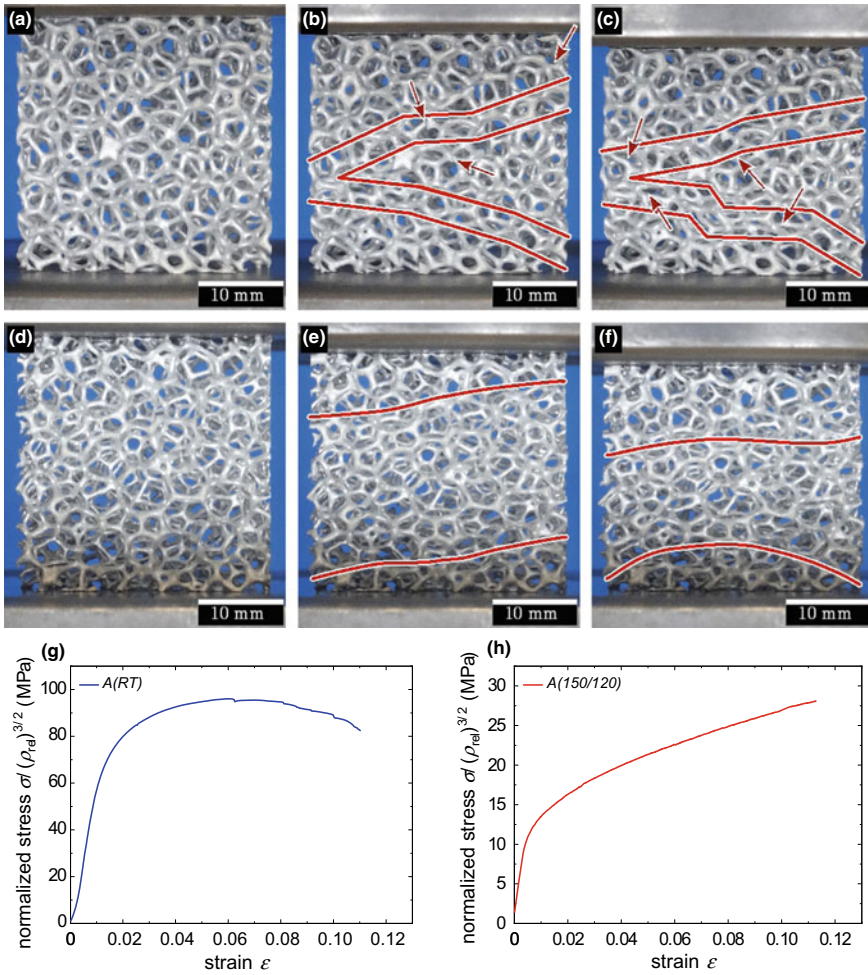 (a)
(b)
(c)
10 mm
10 mm
10 mm
(d)
(e)
(f)
10 mm
10 mm
10 mm
(g)
A(RT)
normalized stress σ/ (ρrel)^3/2 (MPa)
100
80
60
40
20
0
0 0.02 0.04 0.06 0.08 0.10 0.12
strain ε
(h)
A(150/120)
normalized stress σ/ (ρrel)^3/2 (MPa)
30
25
20
15
10
5
0
0 0.02 0.04 0.06 0.08 0.10 0.12
strain ε